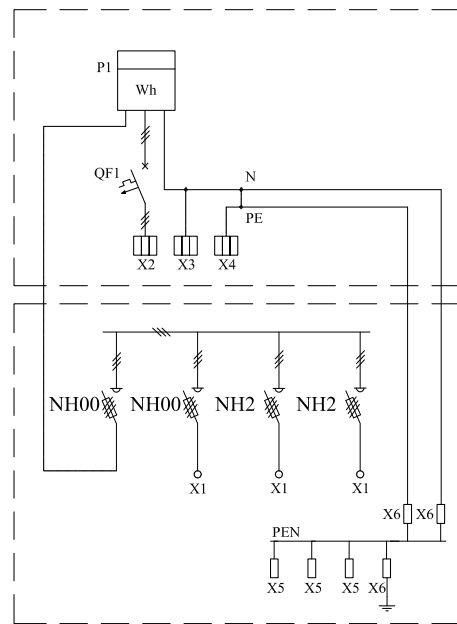 P1
Wh
QF1
N
PE
X2 X3 X4
NH00 NH00 NH2 NH2
X1 X1 X1
X6 X6
PEN
X5 X5 X5 X6